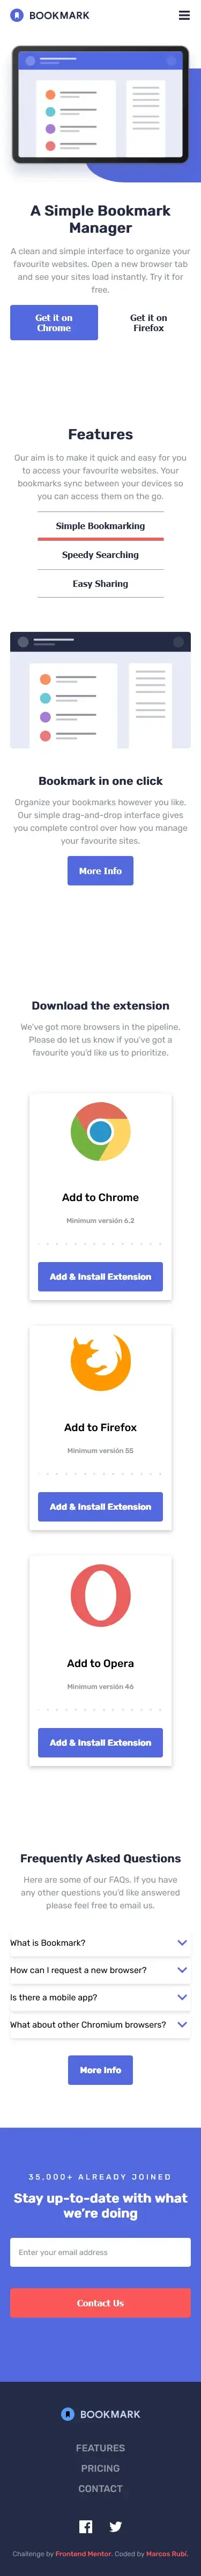 BOOKMARK
A Simple Bookmark
Manager
A clean and simple interface to organize your
favourite websites. Open a new browser tab
and see your sites load instantly. Try it for
free.
Get it on
Chrome
Get it on
Firefox
Features
Our aim is to make it quick and easy for you
to access your favourite websites. Your
bookmarks sync between your devices so
you can access them on the go.
Simple Bookmarking
Speedy Searching
Easy Sharing
Bookmark in one click
Organize your bookmarks however you like.
Our simple drag-and-drop interface gives
you complete control over how you manage
your favourite sites.
More Info
Download the extension
We've got more browsers in the pipeline.
Please do let us know if you've got a
favourite you'd like us to prioritize.
Add to Chrome
Minimum versión 6.2
Add & Install Extension
Add to Firefox
Minimum versión 55
Add & Install Extension
Add to Opera
Minimum versión 46
Add & Install Extension
Frequently Asked Questions
Here are some of our FAQs. If you have
any other questions you'd like answered
please feel free to email us.
What is Bookmark?
How can I request a new browser?
Is there a mobile app?
What about other Chromium browsers?
More Info
35,000+ ALREADY JOINED
Stay up-to-date with what
we're doing
Enter your email address
Contact Us
BOOKMARK
FEATURES
PRICING
CONTACT
Challenge by Frontend Mentor. Coded by Marcos Rubí.